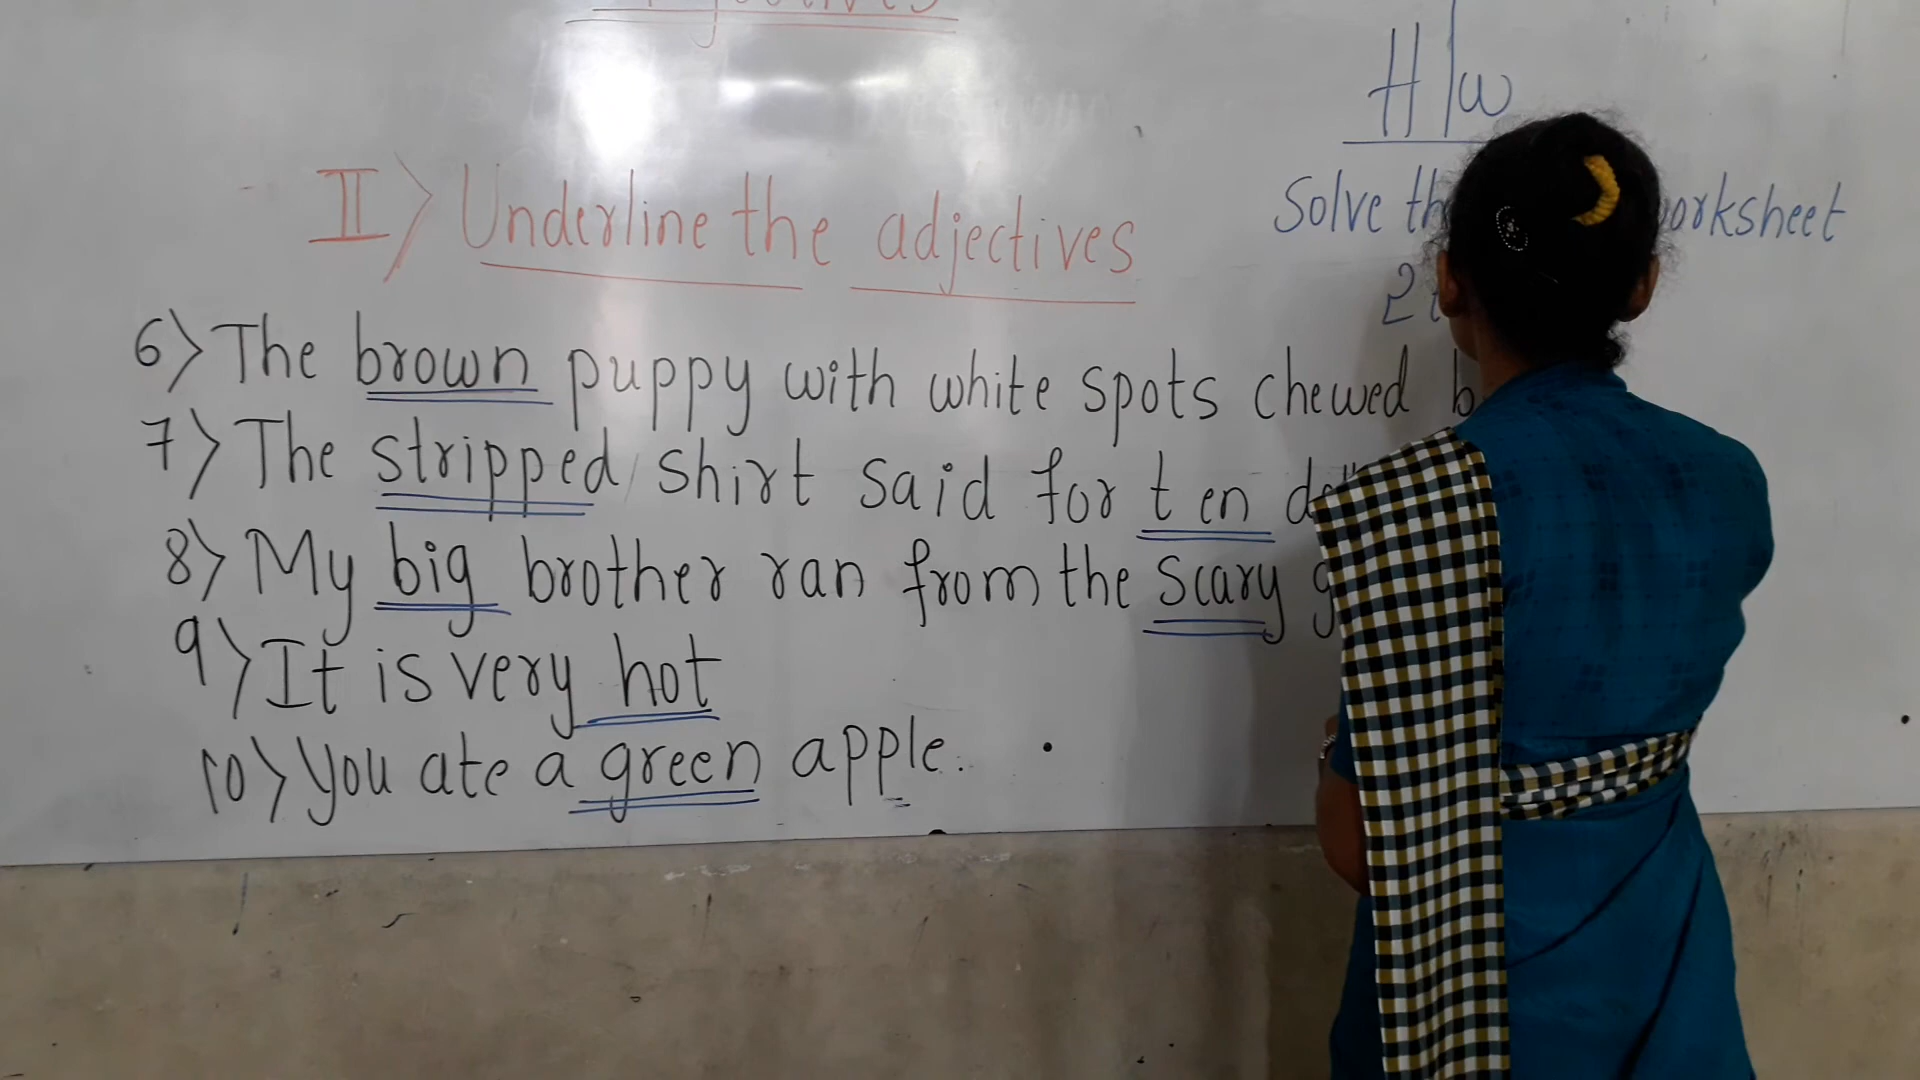 H/w
II) Underline the adjectives
Solve worksheet
2
6) The brown puppy with white spots chewed
7) The stripped shirt said for ten
8) My big brother ran from the scary
9) It is very hot
10) You ate a green apple.